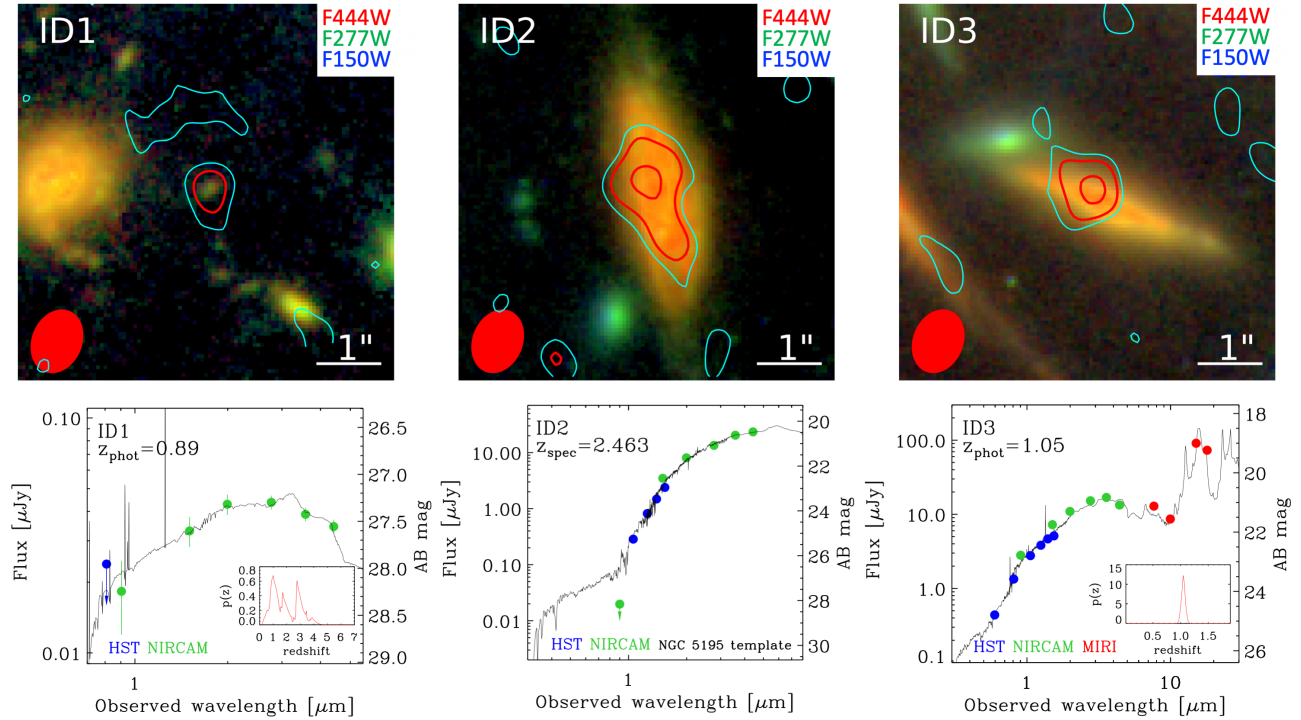 ID1
F444W
F277W
F150W
1"
ID2
F444W
F277W
F150W
1"
ID3
F444W
F277W
F150W
1"
0.10
0.01
Flux [μJy]
ID1
zphot=0.89
26.5
27.0
27.5
28.0
28.5
29.0
AB mag
0.8
0.6
0.4
0.2
0.0
p(z)
0 1 2 3 4 5 6 7
redshift
HST NIRCAM
1
Observed wavelength [μm]
10.00
1.00
0.10
0.01
Flux [μJy]
ID2
zspec=2.463
20
22
24
26
28
30
AB mag
HST NIRCAM NGC 5195 template
1
Observed wavelength [μm]
100.0
10.0
1.0
0.1
Flux [μJy]
ID3
zphot=1.05
18
20
22
24
26
AB mag
15
10
5
0
p(z)
0.5 1.0 1.5
redshift
HST NIRCAM MIRI
1 10
Observed wavelength [μm]